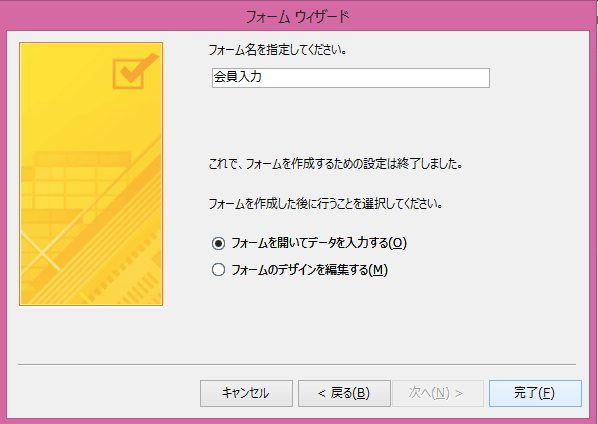 フォーム ウィザード
フォーム名を指定してください。
会員入力
これで、フォームを作成するための設定は終了しました。
フォームを作成した後に行うことを選択してください。
フォームを開いてデータを入力する(O)
フォームのデザインを編集する(M)
キャンセル
< 戻る(B)
次へ(N) >
完了(F)